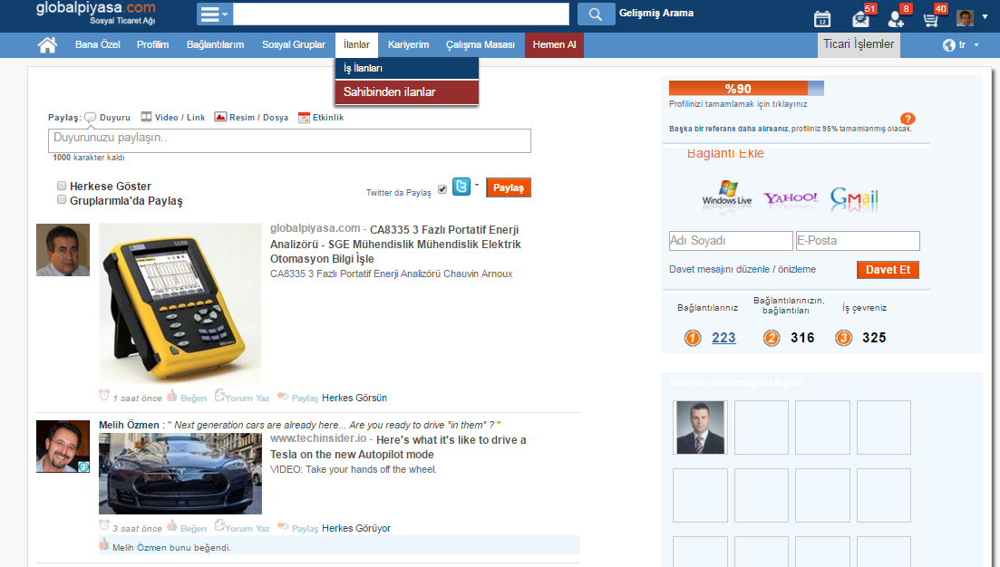 globalpiyasa.com
Sosyal Ticaret Ağı
Gelişmiş Arama
12
51
8
40
Bana Özel
Profilim
Bağlantılarım
Sosyal Gruplar
İlanlar
Kariyerim
Çalışma Masası
Hemen Al
Ticari İşlemler
tr
İş İlanları
Sahibinden ilanlar
Paylaş: Duyuru Video / Link Resim / Dosya Etkinlik
Duyurunuzu paylaşın..
1000 karakter kaldı
Herkese Göster
Gruplarımla'da Paylaş
Twitter da Paylaş
Paylaş
globalpiyasa.com - CA8335 3 Fazlı Portatif Enerji
Analizörü - SGE Mühendislik Mühendislik Elektrik
Otomasyon Bilgi İşle
CA8335 3 Fazlı Portatif Enerji Analizörü Chauvin Arnoux
1 saat önce Beğen Yorum Yaz Paylaş Herkes Görsün
Melih Özmen : " Next generation cars are already here... Are you ready to drive "in them" ? "
www.techinsider.io - Here's what it's like to drive a
Tesla on the new Autopilot mode
VIDEO: Take your hands off the wheel.
3 saat önce Beğen Yorum Yaz Paylaş Herkes Görüyor
Melih Özmen bunu beğendi.
%90
Profilinizi tamamlamak için tıklayınız
?
Başka bir referans daha alırsanız, profiliniz 95% tamamlanmış olacak.
Bağlantı Ekle
Windows Live
YAHOO!
Gmail
Adı Soyadı
E-Posta
Davet mesajını düzenle / önizleme
Davet Et
Bağlantılarınız
Bağlantılarınızın,
bağlantıları
İş çevreniz
1 223
2 316
3 325
Tanıyor olabileceğiniz kişiler